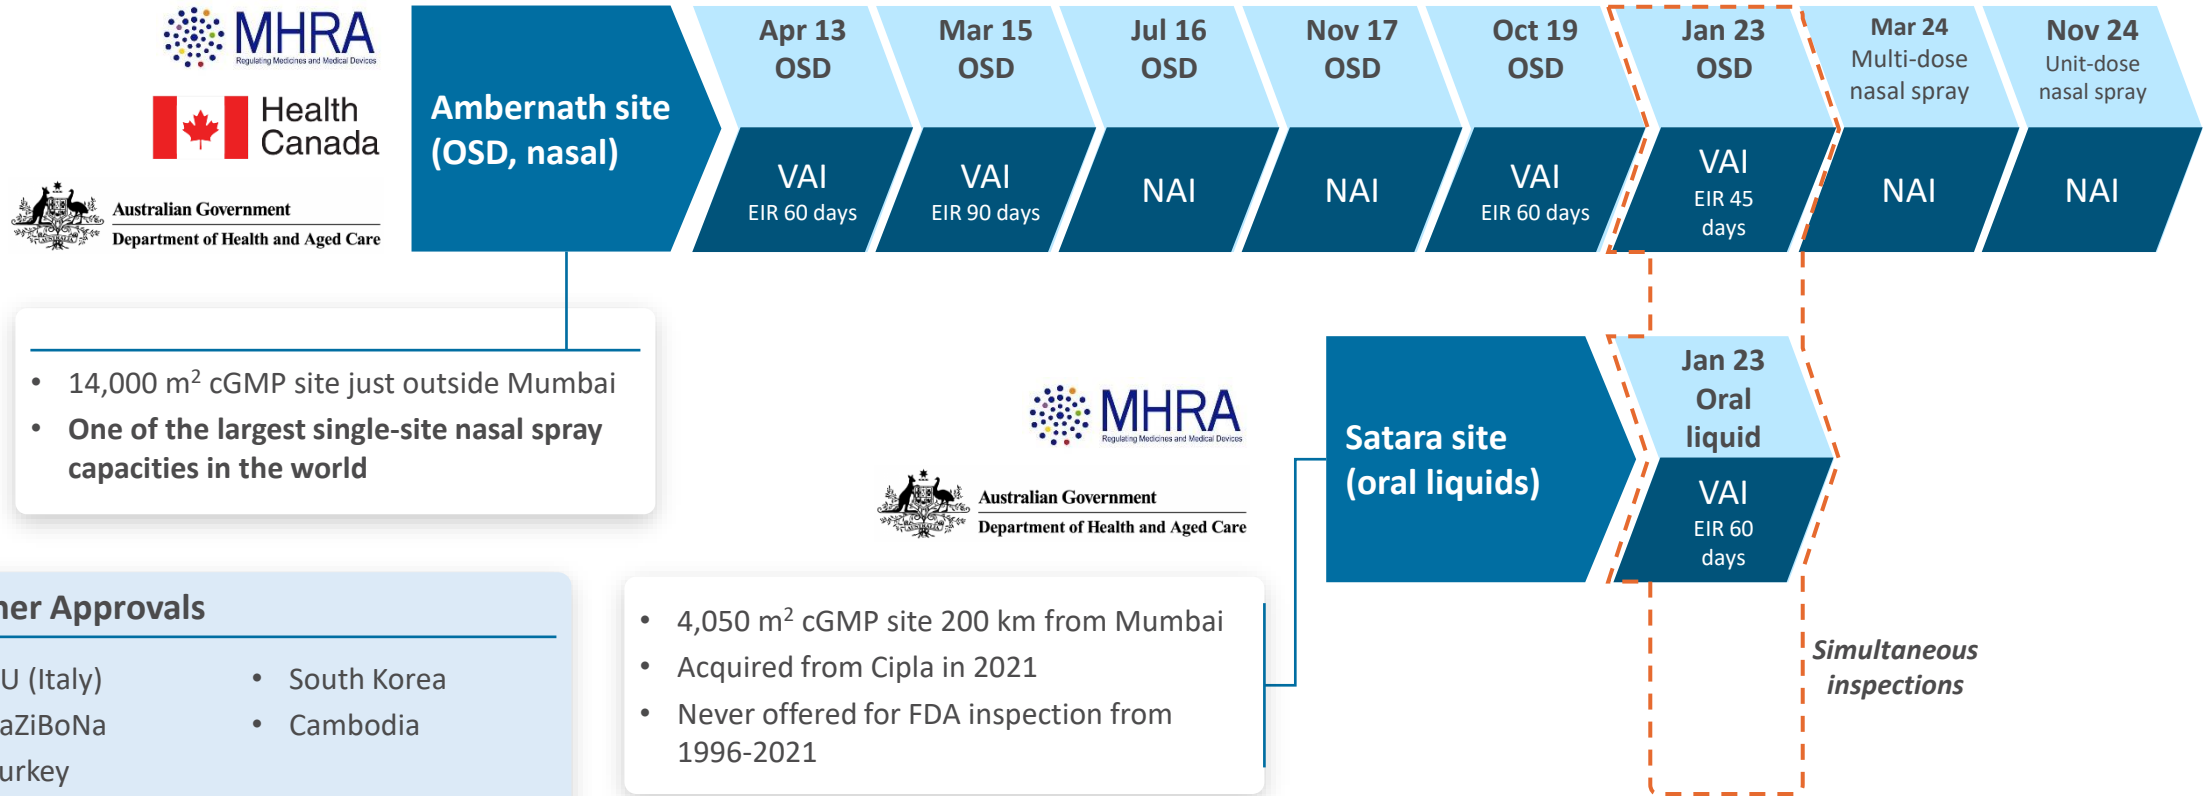 MHRA
Regulating Medicines and Medical Devices
Health
Canada
Australian Government
Department of Health and Aged Care
Ambernath site
(OSD, nasal)
Apr 13
OSD
VAI
EIR 60 days
Mar 15
OSD
VAI
EIR 90 days
Jul 16
OSD
NAI
Nov 17
OSD
NAI
Oct 19
OSD
VAI
EIR 60 days
Jan 23
OSD
VAI
EIR 45
days
Mar 24
Multi-dose
nasal spray
NAI
Nov 24
Unit-dose
nasal spray
NAI
• 14,000 m² cGMP site just outside Mumbai
• One of the largest single-site nasal spray
capacities in the world
MHRA
Regulating Medicines and Medical Devices
Australian Government
Department of Health and Aged Care
Satara site
(oral liquids)
Jan 23
Oral
liquid
VAI
EIR 60
days
Simultaneous
inspections
• 4,050 m² cGMP site 200 km from Mumbai
• Acquired from Cipla in 2021
• Never offered for FDA inspection from
1996-2021
Approvals
(Italy)
• South Korea
• Cambodia